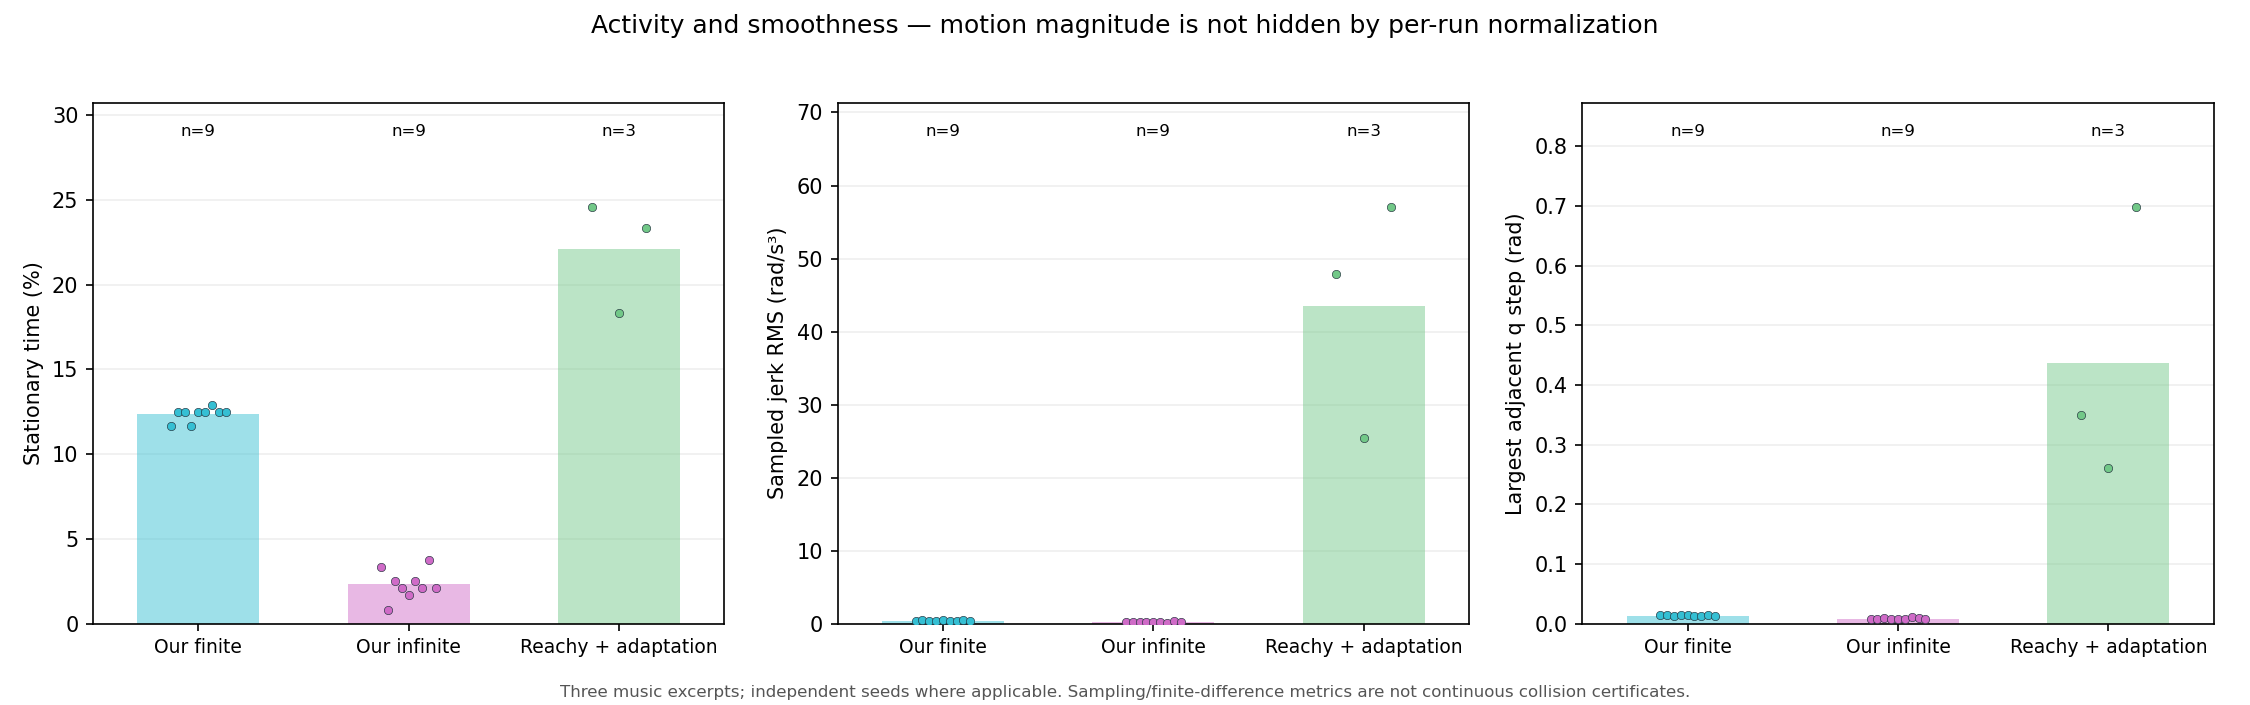 Activity and smoothness — motion magnitude is not hidden by per-run normalization
Stationary time (%)
30
25
20
15
10
5
0
n=9
n=9
n=3
Our finite
Our infinite
Reachy + adaptation
Sampled jerk RMS (rad/s³)
70
60
50
40
30
20
10
0
n=9
n=9
n=3
Our finite
Our infinite
Reachy + adaptation
Largest adjacent q step (rad)
0.8
0.7
0.6
0.5
0.4
0.3
0.2
0.1
0.0
n=9
n=9
n=3
Our finite
Our infinite
Reachy + adaptation
Three music excerpts; independent seeds where applicable. Sampling/finite-difference metrics are not continuous collision certificates.